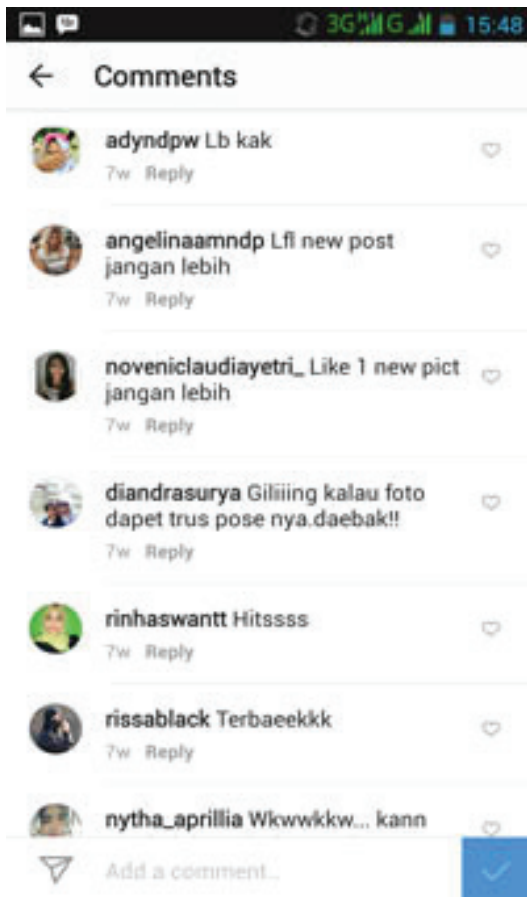 3G G 15:48
Comments
adyndpw Lb kak
7w Reply
angelinaamndp Lfl new post
jangan lebih
7w Reply
noveniclaudiayetri_ Like 1 new pict
jangan lebih
7w Reply
diandrasurya Giliiing kalau foto
dapet trus pose nya.daebak!!
7w Reply
rinhaswantt Hitssss
7w Reply
rissablack Terbaeekkk
7w Reply
nytha_aprillia Wkwwkkw... kann
Add a comment..